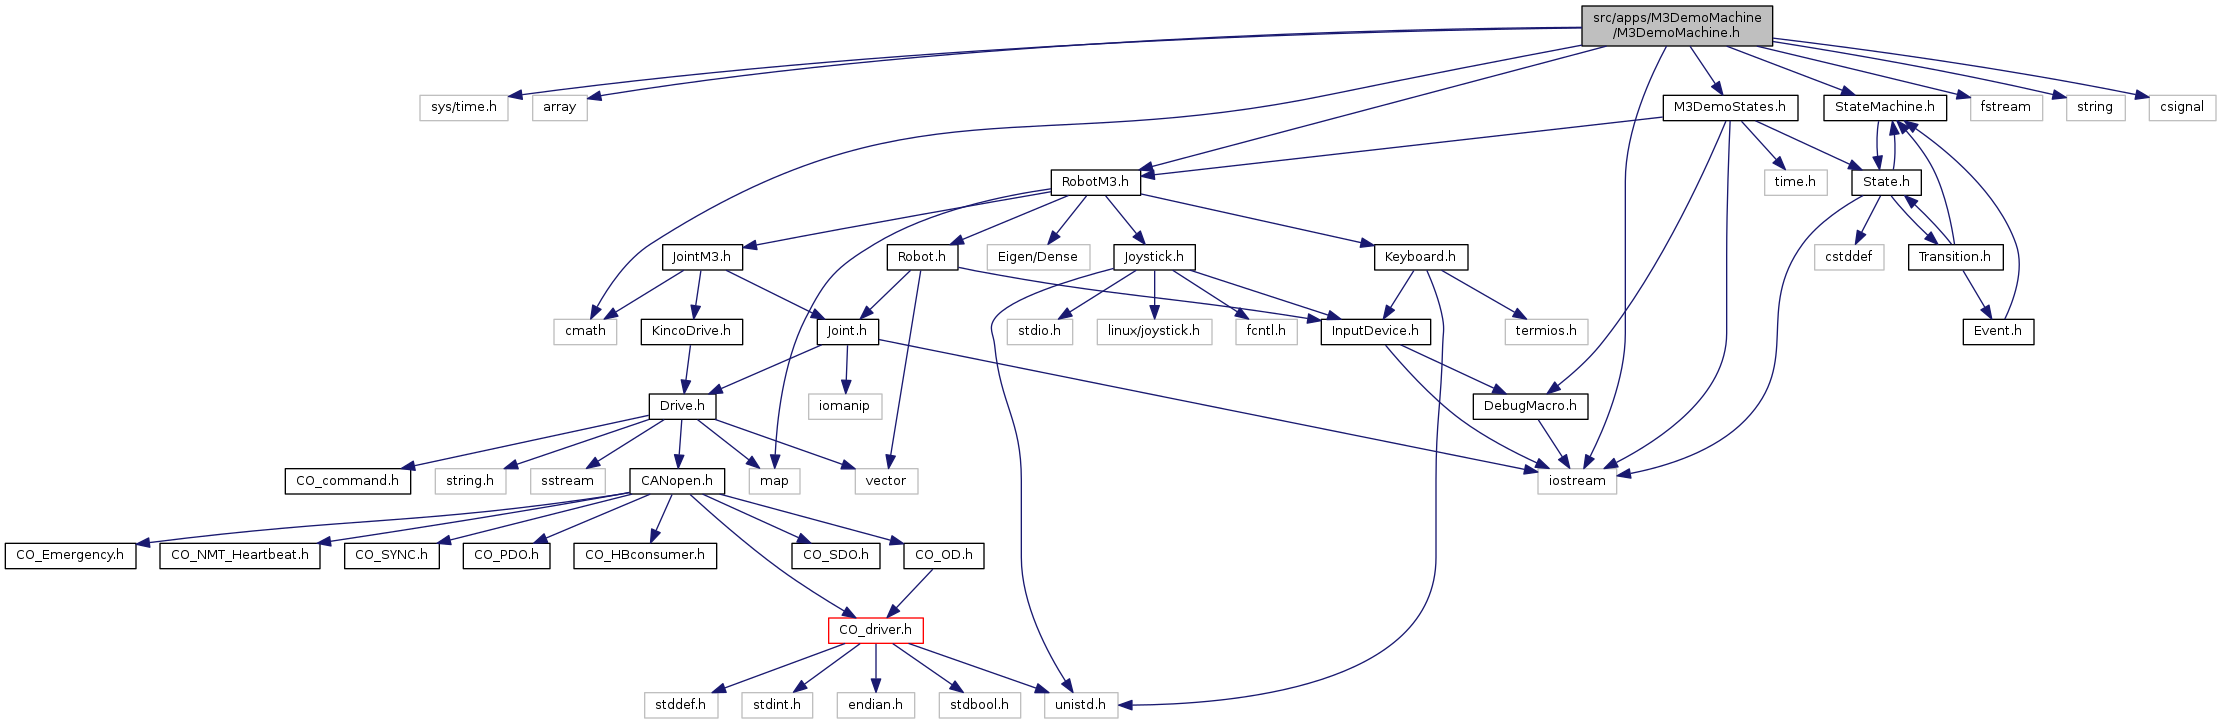 src/apps/M3DemoMachine
/M3DemoMachine.h
sys/time.h
array
M3DemoStates.h
StateMachine.h
fstream
string
csignal
RobotM3.h
time.h
State.h
JointM3.h
Robot.h
Eigen/Dense
Joystick.h
Keyboard.h
cstddef
Transition.h
cmath
KincoDrive.h
Joint.h
stdio.h
linux/joystick.h
fcntl.h
InputDevice.h
termios.h
Event.h
Drive.h
iomanip
DebugMacro.h
CO_command.h
string.h
sstream
CANopen.h
map
vector
iostream
CO_Emergency.h
CO_NMT_Heartbeat.h
CO_SYNC.h
CO_PDO.h
CO_HBconsumer.h
CO_SDO.h
CO_OD.h
CO_driver.h
stddef.h
stdint.h
endian.h
stdbool.h
unistd.h